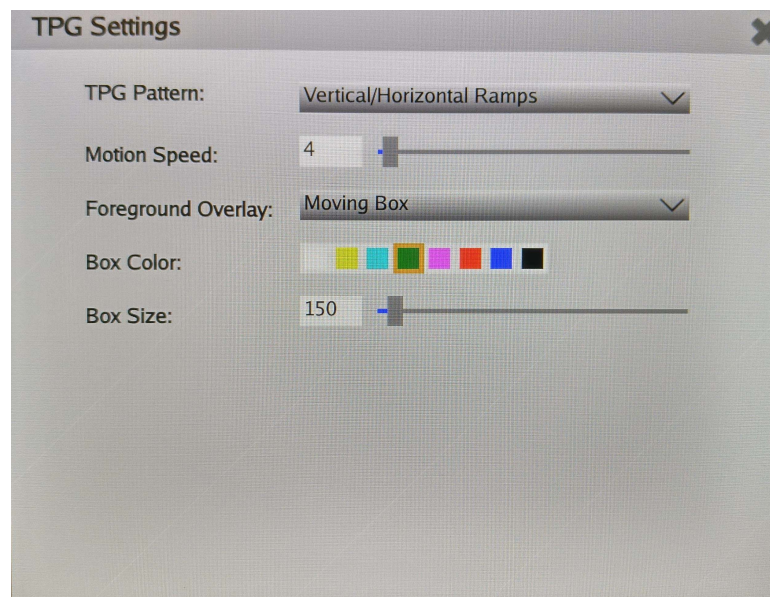 TPG Settings
TPG Pattern: Vertical/Horizontal Ramps
Motion Speed: 4
Foreground Overlay: Moving Box
Box Color:
Box Size: 150